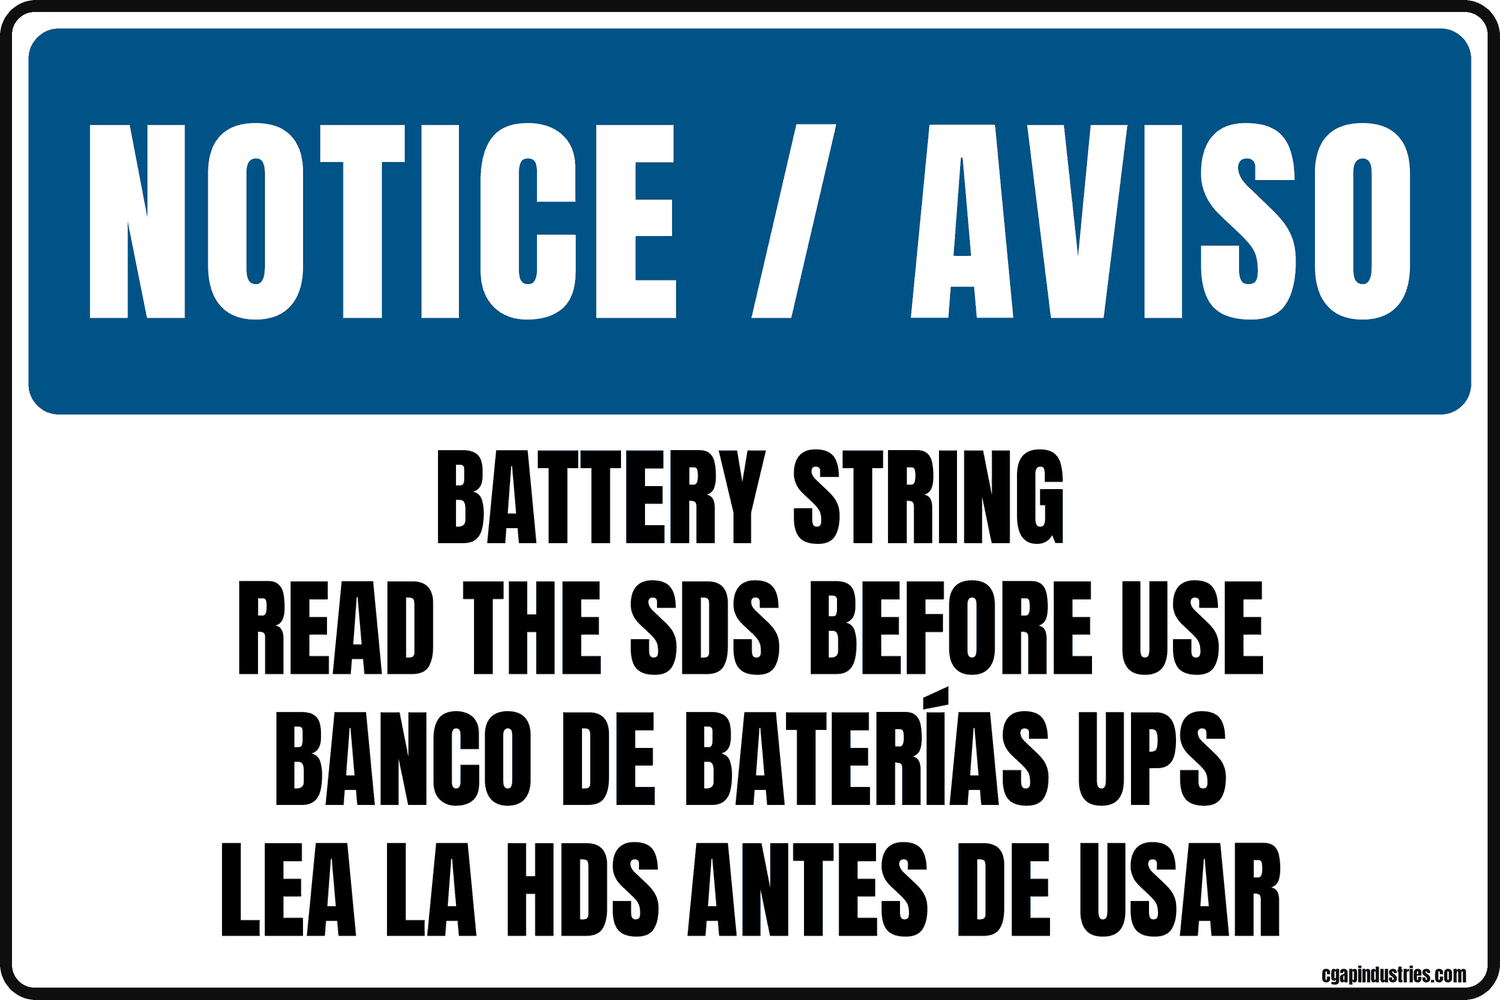 NOTICE / AVISO
BATTERY STRING
READ THE SDS BEFORE USE
BANCO DE BATERÍAS UPS
LEA LA HDS ANTES DE USAR
cgapindustries.com